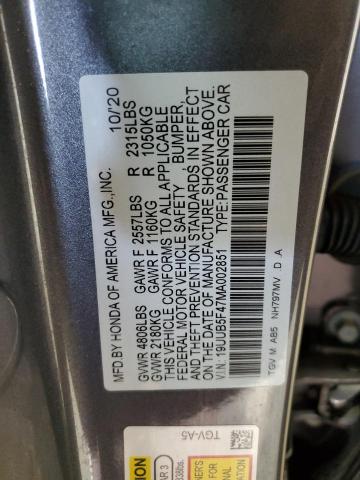 MFD.BY HONDA OF AMERICA MFG.,INC. 10/20
GVWR 4806LBS GAWR F 2557LBS R 2315LBS
GVWR 2180KG GAWR F 1160KG R 1050KG
THIS VEHICLE CONFORMS TO ALL APPLICABLE
FEDERAL MOTOR VEHICLE SAFETY, BUMPER,
AND THEFT PREVENTION STANDARDS IN EFFECT
ON THE DATE OF MANUFACTURE SHOWN ABOVE.
V.I.N: 19UUB5F47MA002851 TYPE:PASSENGER CAR
TGV M A85 NH797MV D A
TGV-A5